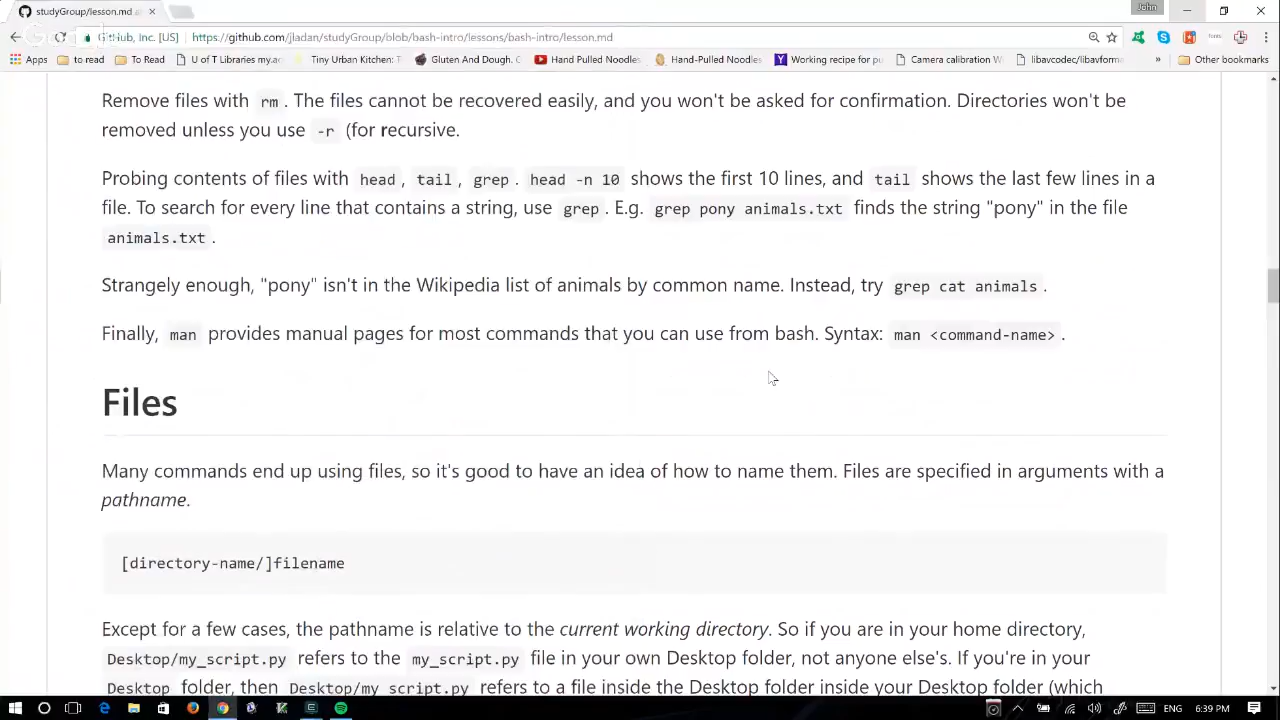 studyGroup/lesson.md a
John
GitHub, Inc. [US] https://github.com/jladan/studyGroup/blob/bash-intro/lessons/bash-intro/lesson.md
Apps To read To watch U of T Libraries my.ac Tiny Urban Kitchen: Gluten And Dough. Hand Pulled Noodles Hand-Pulled Noodles Working recipe for pu Camera calibration W libavcodec/libavform » Other bookmarks
Remove files with rm . The files cannot be recovered easily, and you won't be asked for confirmation. Directories won't be
removed unless you use -r (for recursive.
Probing contents of files with head , tail , grep . head -n 10 shows the first 10 lines, and tail shows the last few lines in a
file. To search for every line that contains a string, use grep . E.g. grep pony animals.txt finds the string "pony" in the file
animals.txt .
Strangely enough, "pony" isn't in the Wikipedia list of animals by common name. Instead, try grep cat animals .
Finally, man provides manual pages for most commands that you can use from bash. Syntax: man <command-name> .
Files
Many commands end up using files, so it's good to have an idea of how to name them. Files are specified in arguments with a
pathname.
[directory-name/]filename
Except for a few cases, the pathname is relative to the current working directory. So if you are in your home directory,
Desktop/my_script.py refers to the my_script.py file in your own Desktop folder, not anyone else's. If you're in your
Desktop folder, then Desktop/my_script.py refers to a file inside the Desktop folder inside your Desktop folder (which
ENG 6:39 PM